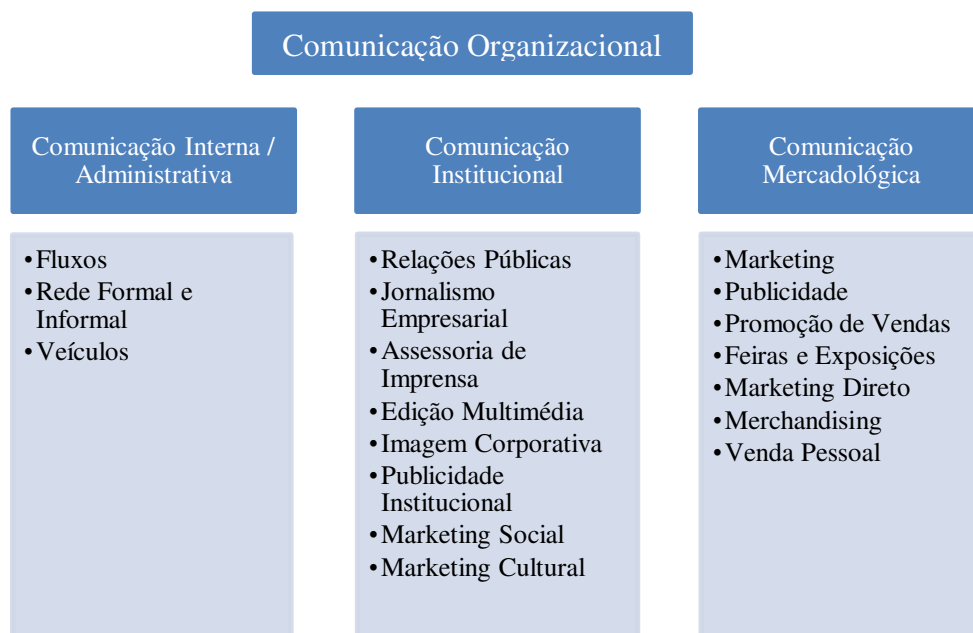 Comunicação Organizacional
Comunicação Interna /
Administrativa
•Fluxos
•Rede Formal e
Informal
•Veículos
Comunicação
Institucional
•Relações Públicas
•Jornalismo
Empresarial
•Assessoria de
Imprensa
•Edição Multimédia
•Imagem Corporativa
•Publicidade
Institucional
•Marketing Social
•Marketing Cultural
Comunicação
Mercadológica
•Marketing
•Publicidade
•Promoção de Vendas
•Feiras e Exposições
•Marketing Direto
•Merchandising
•Venda Pessoal